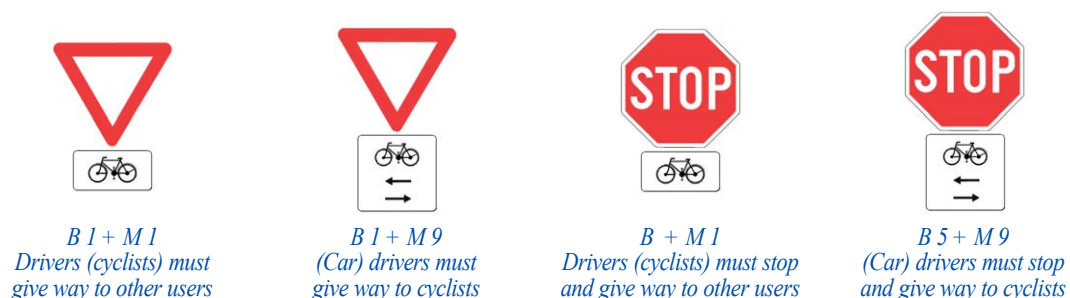 STOP
STOP
B 1 + M 1
Drivers (cyclists) must
give way to other users
B 1 + M 9
(Car) drivers must
give way to cyclists
B + M 1
Drivers (cyclists) must stop
and give way to other users
B 5 + M 9
(Car) drivers must stop
and give way to cyclists